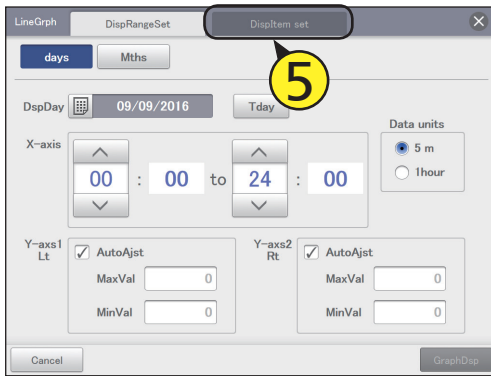 LineGrph DispRangeSet DispItem set
days Mths
5
DspDay 09/09/2016 Tday
Data units
X-axis
5 m
00 : 00 to 24 : 00
1hour
Y-axs1 Lt AutoAjst
MaxVal 0
MinVal 0
Y-axs2 Rt AutoAjst
MaxVal 0
MinVal 0
Cancel GraphDsp